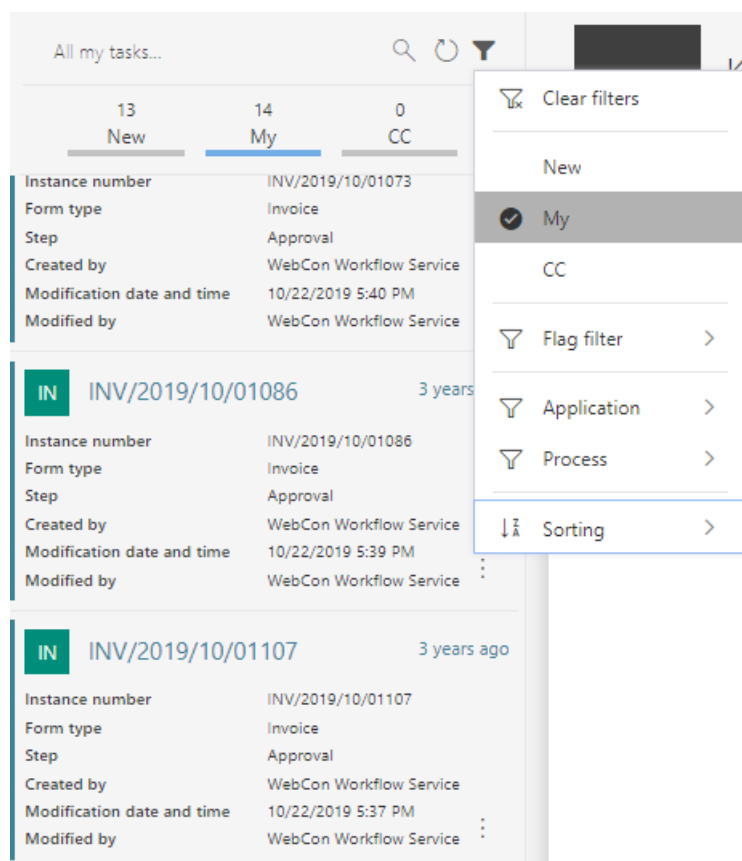 All my tasks...
13 14 0
New My CC
Instance number INV/2019/10/01073
Form type Invoice
Step Approval
Created by WebCon Workflow Service
Modification date and time 10/22/2019 5:40 PM
Modified by WebCon Workflow Service
IN INV/2019/10/01086 3 years
Instance number INV/2019/10/01086
Form type Invoice
Step Approval
Created by WebCon Workflow Service
Modification date and time 10/22/2019 5:39 PM
Modified by WebCon Workflow Service
IN INV/2019/10/01107 3 years ago
Instance number INV/2019/10/01107
Form type Invoice
Step Approval
Created by WebCon Workflow Service
Modification date and time 10/22/2019 5:37 PM
Modified by WebCon Workflow Service
Clear filters
New
My
CC
Flag filter
Application
Process
Sorting